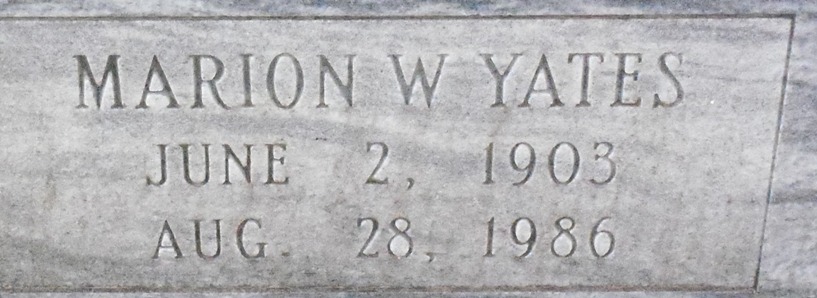 MARION W YATES
JUNE 2, 1903
AUG. 28, 1986